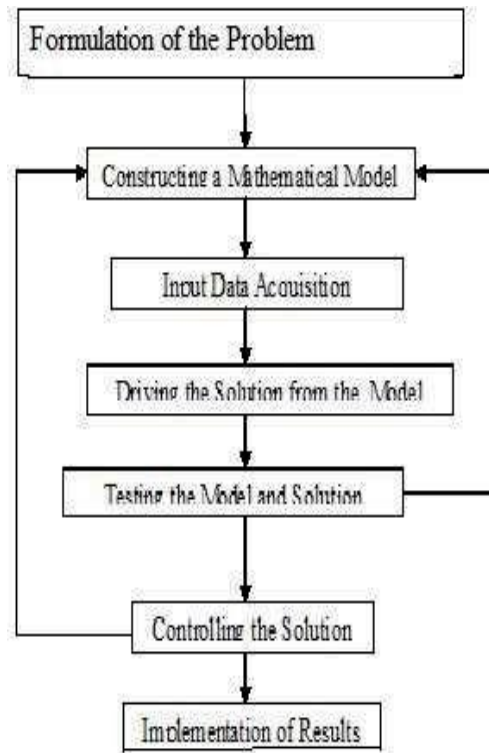 Formulation of the Problem
Constructing a Mathematical Model
Input Data Acquisition
Driving the Solution from the Model
Testing the Model and Solution
Controlling the Solution
Implementation of Results